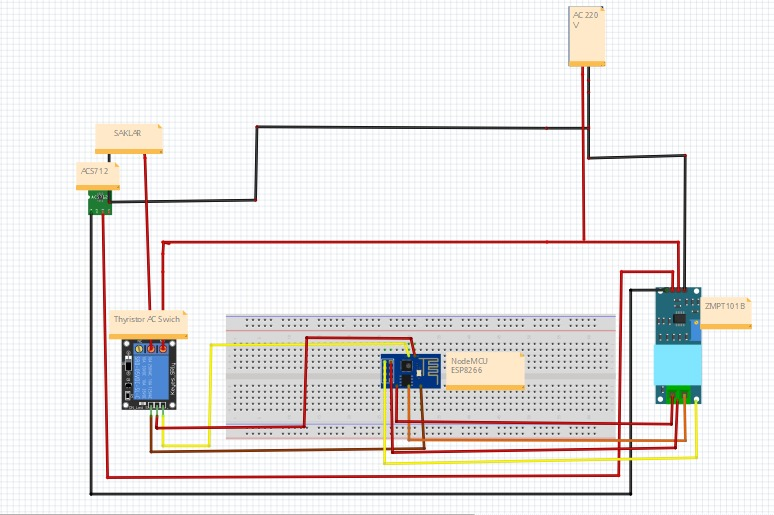 AC 220
V
SAKLAR
ACS712
ZMPT101B
Thyristor AC Swich
NodeMCU
ESP8266